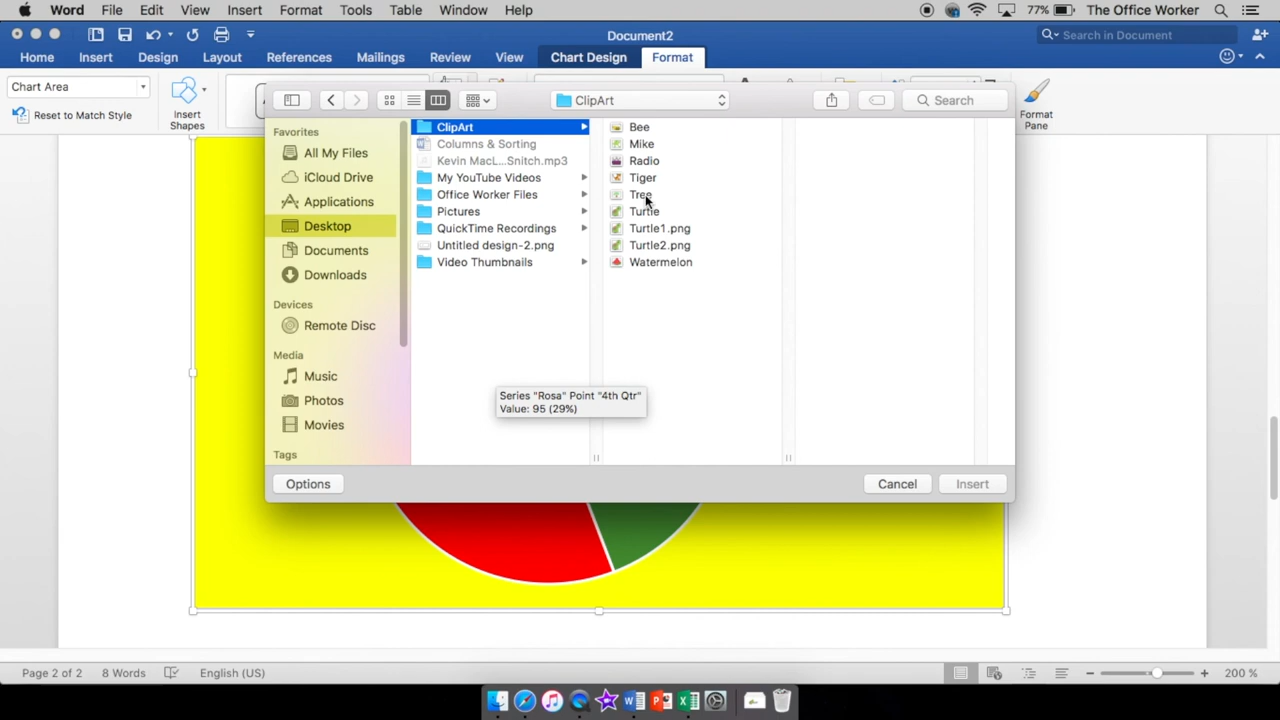 Word File Edit View Insert Format Tools Table Window Help 77% The Office Worker
Document2
Search in Document
Home Insert Design Layout References Mailings Review View Chart Design Format
Chart Area
Reset to Match Style
Insert
Shapes
Format
Pane
ClipArt
Search
Favorites
All My Files
iCloud Drive
Applications
Desktop
Documents
Downloads
Devices
Remote Disc
Media
Music
Photos
Movies
Tags
ClipArt
Columns & Sorting
Kevin MacL...Snitch.mp3
My YouTube Videos
Office Worker Files
Pictures
QuickTime Recordings
Untitled design-2.png
Video Thumbnails
Bee
Mike
Radio
Tiger
Tree
Turtle
Turtle1.png
Turtle2.png
Watermelon
Series "Rosa" Point "4th Qtr"
Value: 95 (29%)
Options
Cancel
Insert
Page 2 of 2 8 Words English (US) 200 %